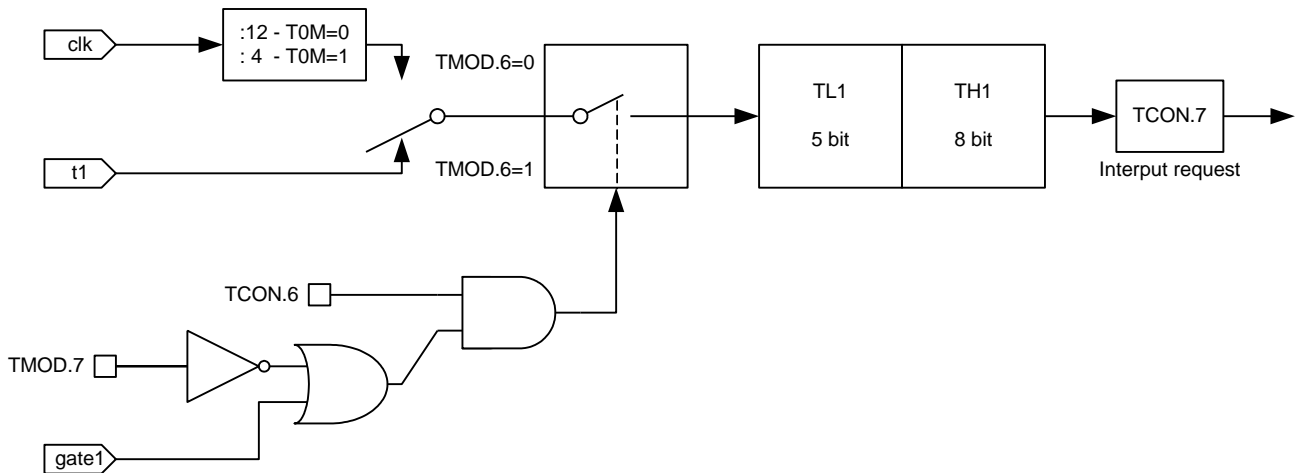 clk
:12 - T0M=0
: 4 - T0M=1
TMOD.6=0
TL1
5 bit
TH1
8 bit
TCON.7
Interput request
t1
TMOD.6=1
TCON.6
TMOD.7
gate1